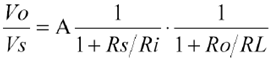 Vo/Vs = A 1/(1 + Rs/Ri) · 1/(1 + Ro/RL)